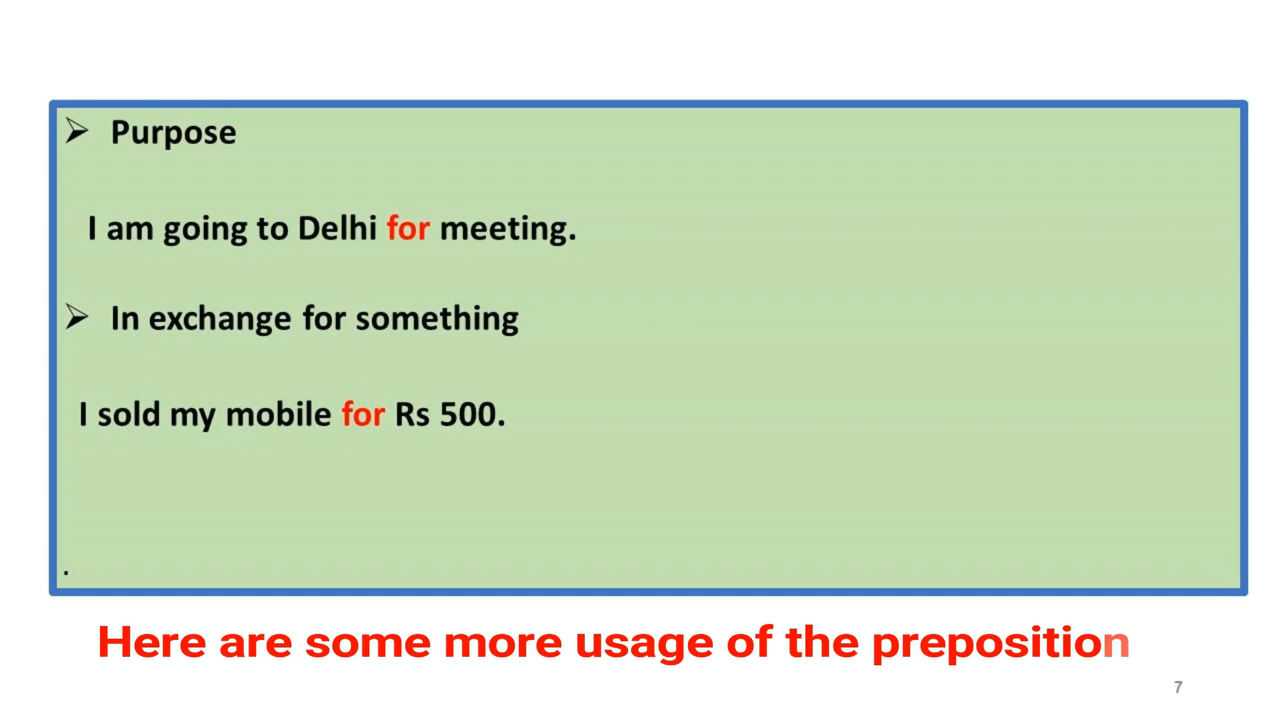 ➢ Purpose
I am going to Delhi for meeting.
➢ In exchange for something
I sold my mobile for Rs 500.
.
Here are some more usage of the preposition
7